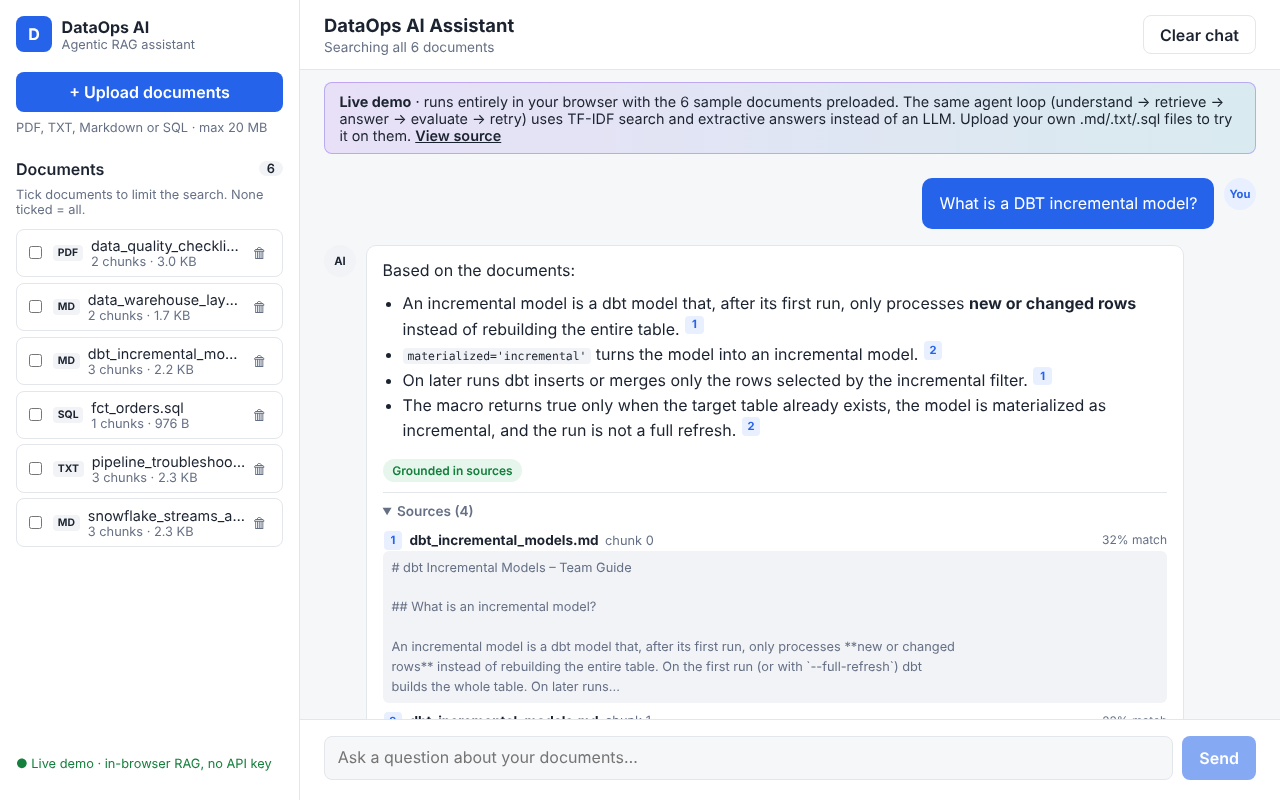 D
DataOps AI
Agentic RAG assistant
+ Upload documents
PDF, TXT, Markdown or SQL · max 20 MB
Documents
6
Tick documents to limit the search. None
ticked = all.
PDF
data_quality_checkli...
2 chunks · 3.0 KB
MD
data_warehouse_lay...
2 chunks · 1.7 KB
MD
dbt_incremental_mo...
3 chunks · 2.2 KB
SQL
fct_orders.sql
1 chunks · 976 B
TXT
pipeline_troubleshoo...
3 chunks · 2.3 KB
MD
snowflake_streams_a...
3 chunks · 2.3 KB
Live demo · in-browser RAG, no API key
DataOps AI Assistant
Searching all 6 documents
Clear chat
Live demo · runs entirely in your browser with the 6 sample documents preloaded. The same agent loop (understand → retrieve →
answer → evaluate → retry) uses TF-IDF search and extractive answers instead of an LLM. Upload your own .md/.txt/.sql files to try
it on them. View source
What is a DBT incremental model?
You
AI
Based on the documents:
• An incremental model is a dbt model that, after its first run, only processes new or changed rows
instead of rebuilding the entire table. 1
• materialized='incremental' turns the model into an incremental model. 2
• On later runs dbt inserts or merges only the rows selected by the incremental filter. 1
• The macro returns true only when the target table already exists, the model is materialized as
incremental, and the run is not a full refresh. 2
Grounded in sources
▼ Sources (4)
1 dbt_incremental_models.md chunk 0 32% match
# dbt Incremental Models – Team Guide
## What is an incremental model?
An incremental model is a dbt model that, after its first run, only processes **new or changed
rows** instead of rebuilding the entire table. On the first run (or with `--full-refresh`) dbt
builds the whole table. On later runs...
dbt_incremental_models.md chunk 1
Ask a question about your documents...
Send